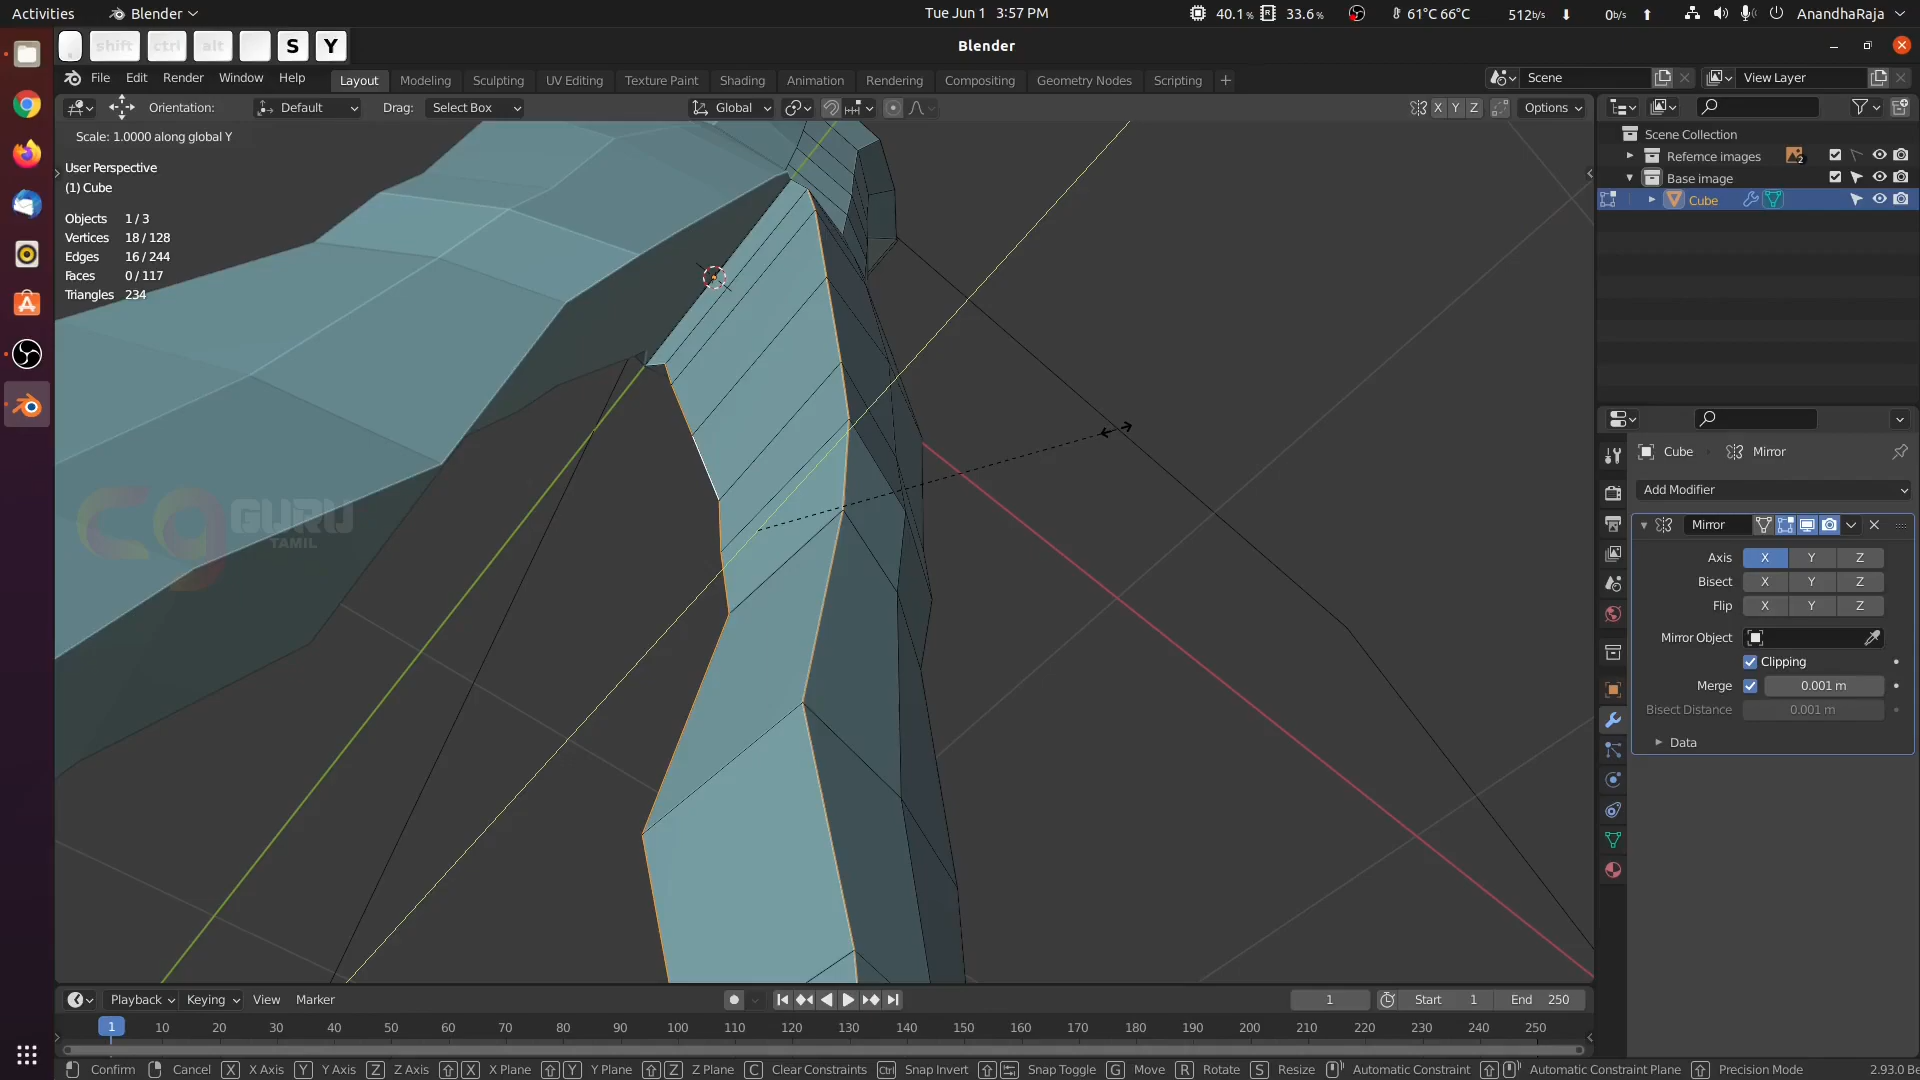 Activities Blender Tue Jun 1 3:57 PM 40.1% 33.6% 61°C 66°C 512b/s 0b/s AnandhaRaja
shift ctrl alt S Y Blender
File Edit Render Window Help Layout Modeling Sculpting UV Editing Texture Paint Shading Animation Rendering Compositing Geometry Nodes Scripting + Scene View Layer
Orientation: Default Drag: Select Box Global X Y Z Options
Scale: 1.0000 along global Y
Scene Collection
User Perspective
Refernce images 2
(1) Cube
Base image
Cube
Objects 1 / 3
Vertices 18 / 128
Edges 16 / 244
Faces 0 / 117
Triangles 234
Cube Mirror
Add Modifier
Mirror
Axis X Y Z
Bisect X Y Z
Flip X Y Z
Mirror Object
Clipping
Merge 0.001 m
Bisect Distance 0.001 m
Data
cg GURU
TAMIL
Playback Keying View Marker 1 Start 1 End 250
1 10 20 30 40 50 60 70 80 90 100 110 120 130 140 150 160 170 180 190 200 210 220 230 240 250
Confirm Cancel X X Axis Y Y Axis Z Z Axis X X Plane Y Y Plane Z Z Plane C Clear Constraints Ctrl Snap Invert Snap Toggle G Move R Rotate S Resize Automatic Constraint Automatic Constraint Plane Precision Mode 2.93.0 Be